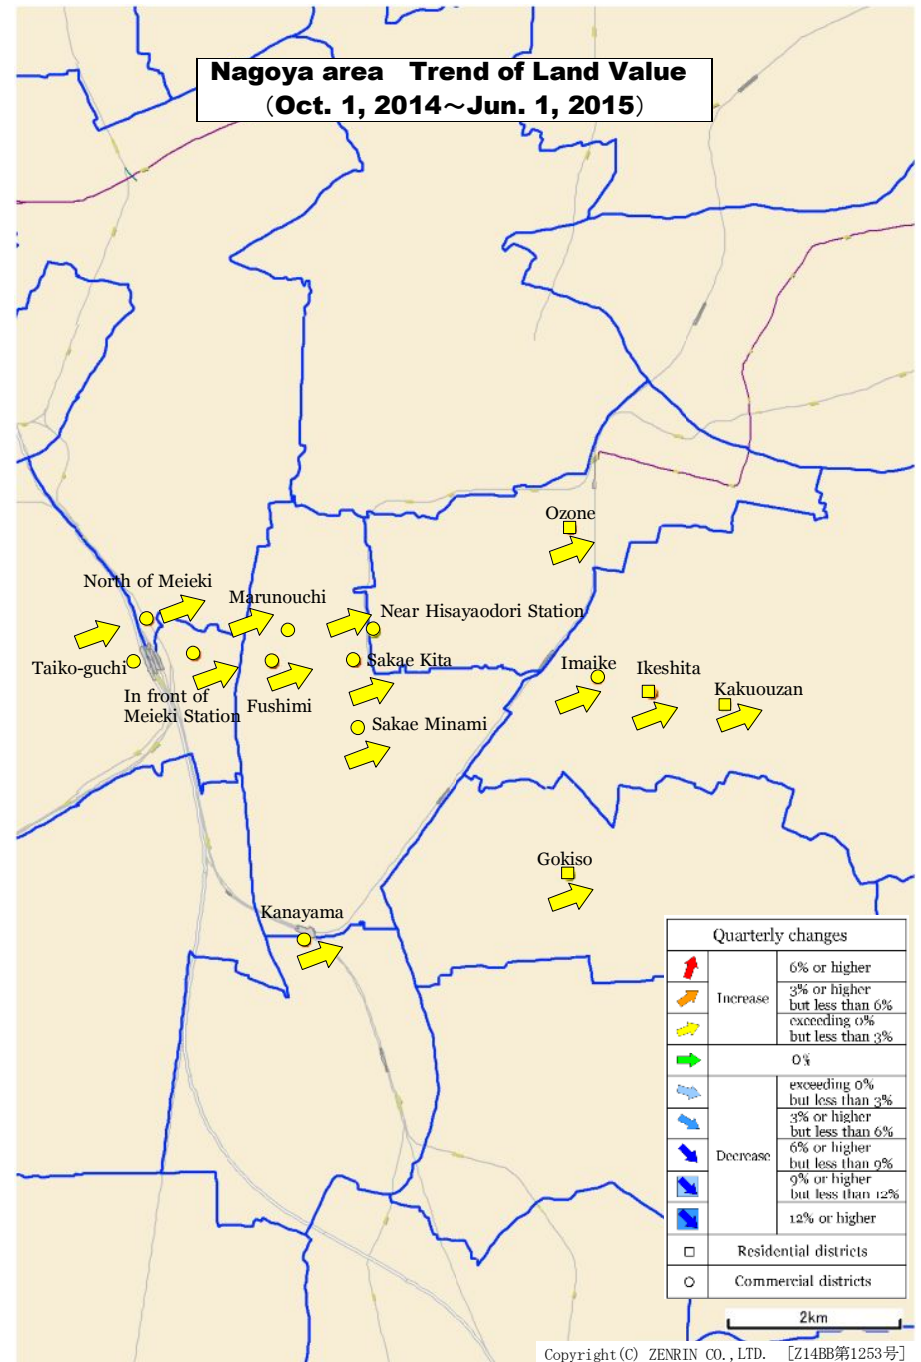 Nagoya area Trend of Land Value
(Oct. 1, 2014～Jun. 1, 2015)
Ozone
North of Meieki
Marunouchi
Near Hisayaodori Station
Taiko-guchi
Sakae Kita
Imaike
Ikeshita
Kakuouzan
In front of
Meieki Station
Fushimi
Sakae Minami
Gokiso
Kanayama
Quarterly changes
Increase
6% or higher
3% or higher
but less than 6%
exceeding 0%
but less than 3%
0%
Decrease
exceeding 0%
but less than 3%
3% or higher
but less than 6%
6% or higher
but less than 9%
9% or higher
but less than 12%
12% or higher
Residential districts
Commercial districts
2km
Copyright(C) ZENRIN CO.,LTD. [Z14BB第1253号]